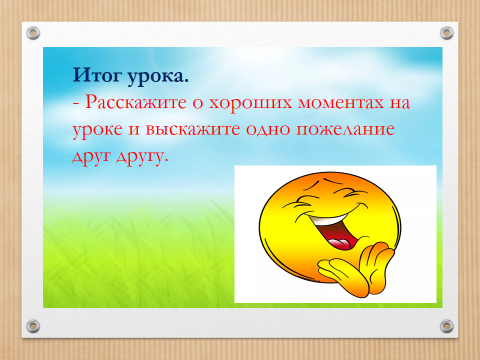 Итог урока.
- Расскажите о хороших моментах на
уроке и выскажите одно пожелание
друг другу.